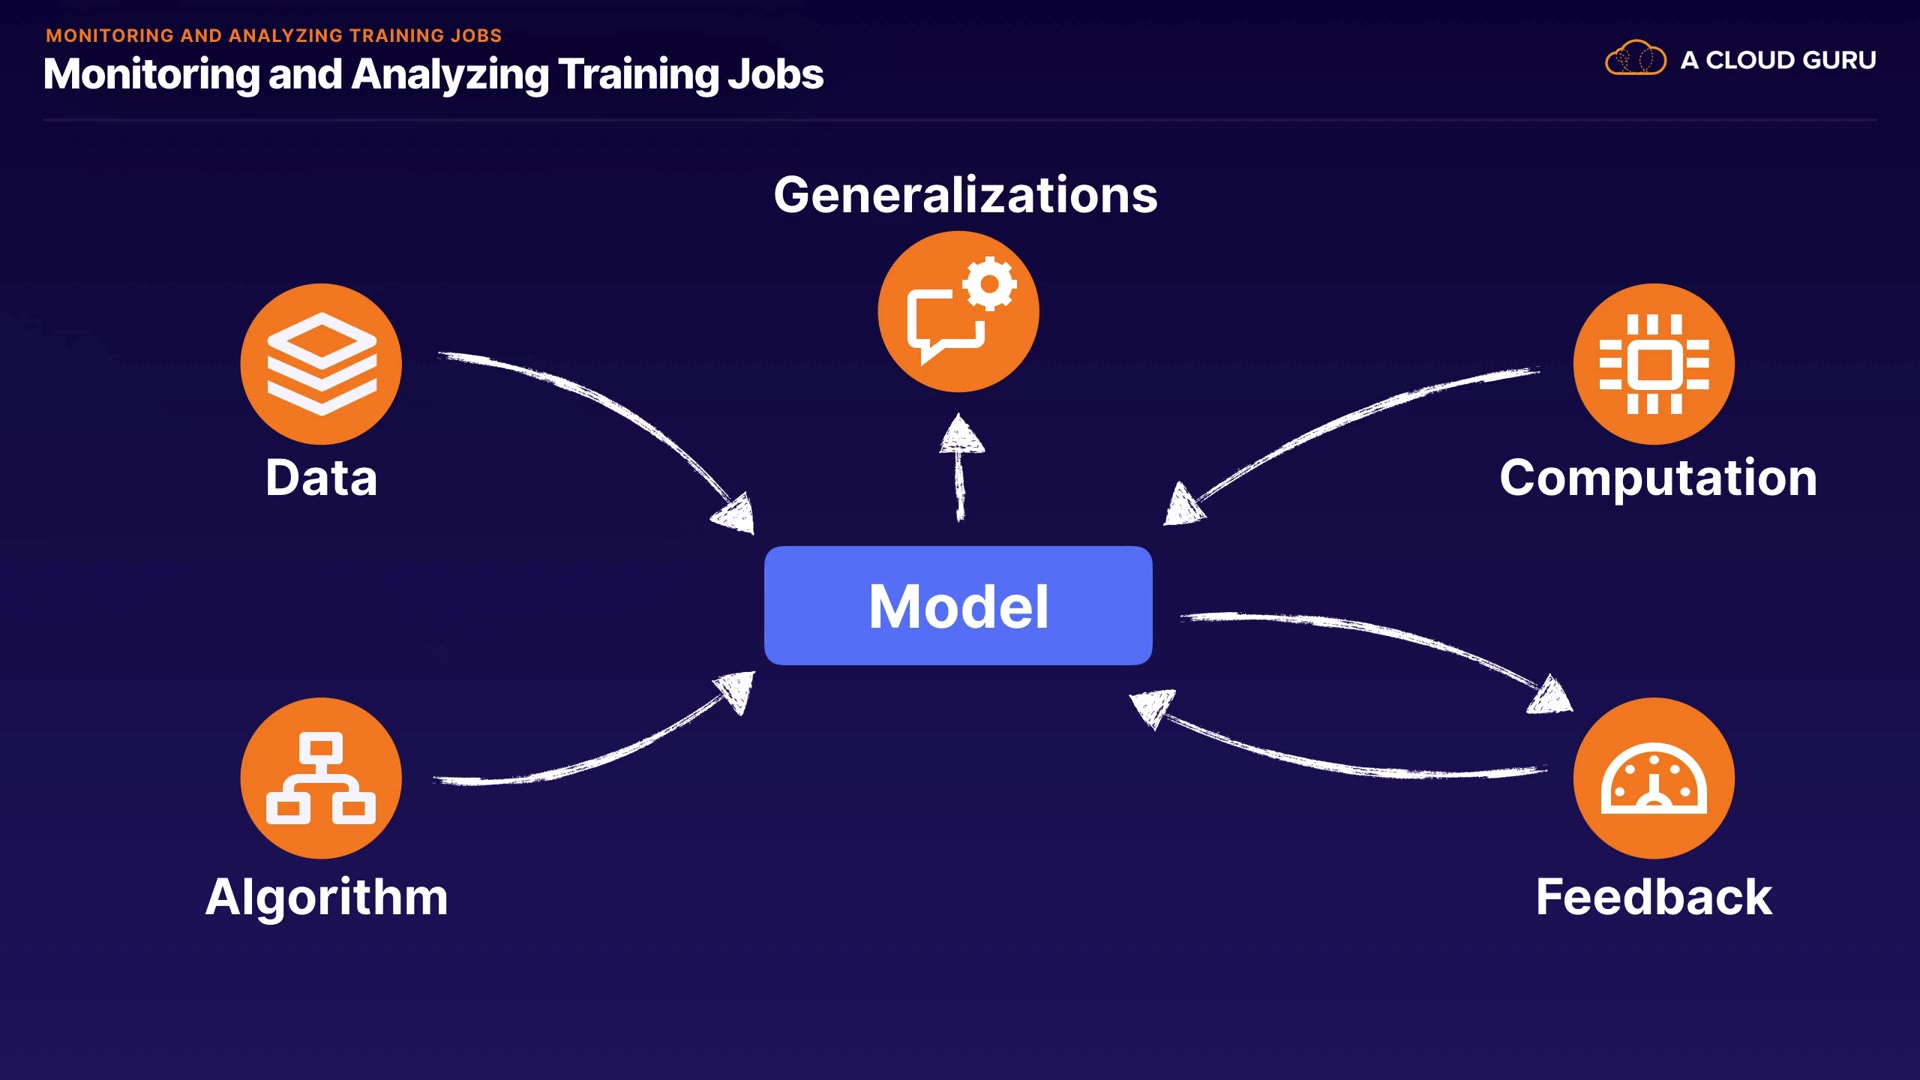 MONITORING AND ANALYZING TRAINING JOBS
Monitoring and Analyzing Training Jobs
A CLOUD GURU
Generalizations
Data
Computation
Model
Algorithm
Feedback